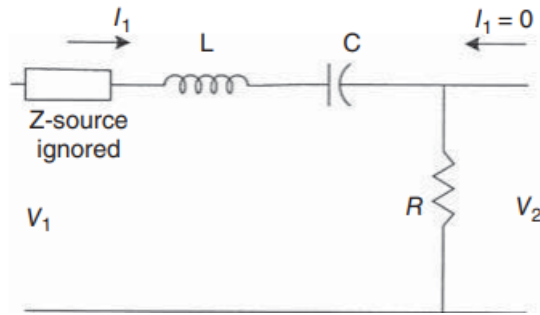 I₁
L
C
I₁ = 0
Z-source
ignored
V₁
R
V₂